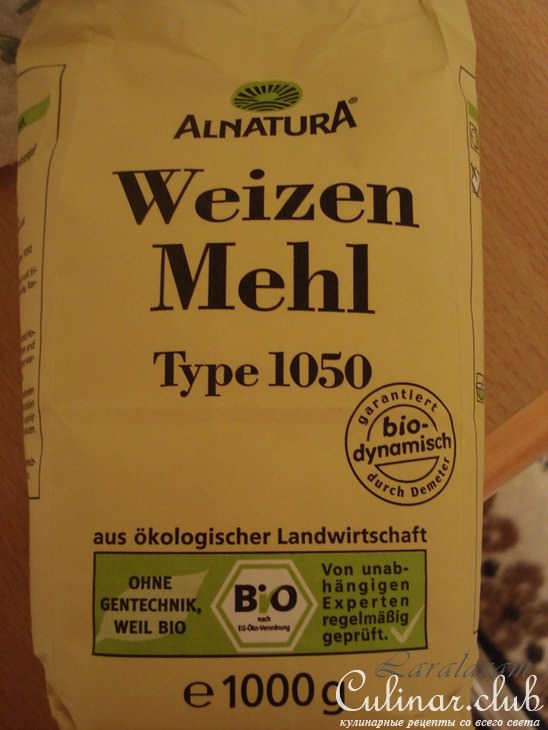 ALNATURA®
Weizen
Mehl
Type 1050
garantiert
bio-
dynamisch
durch Demeter
aus ökologischer Landwirtschaft
OHNE
GENTECHNIK,
WEIL BIO
BiO
nach
EG-Öko-Verordnung
Von unab-
hängigen
Experten
regelmäßig
geprüft.
e 1000 g
Laralaram
Culinar.club
кулинарные рецепты со всего света